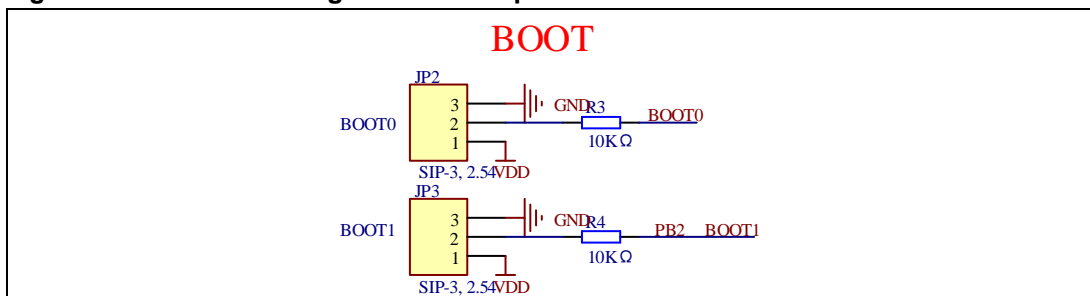 BOOT
JP2
3
GND
R3
BOOT0
BOOT0
2
1
10KΩ
SIP-3, 2.54
VDD
JP3
3
GND
R4
PB2
BOOT1
BOOT1
2
1
10KΩ
SIP-3, 2.54
VDD